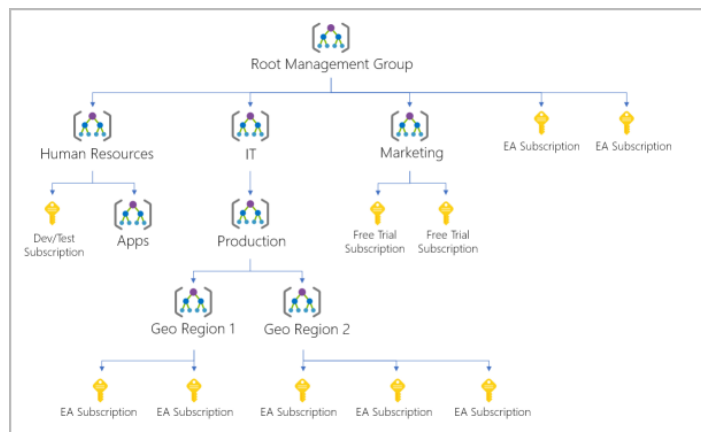 Root Management Group
Human Resources
IT
Marketing
EA Subscription
EA Subscription
Dev/Test
Subscription
Apps
Production
Free Trial
Subscription
Free Trial
Subscription
Geo Region 1
Geo Region 2
EA Subscription
EA Subscription
EA Subscription
EA Subscription
EA Subscription